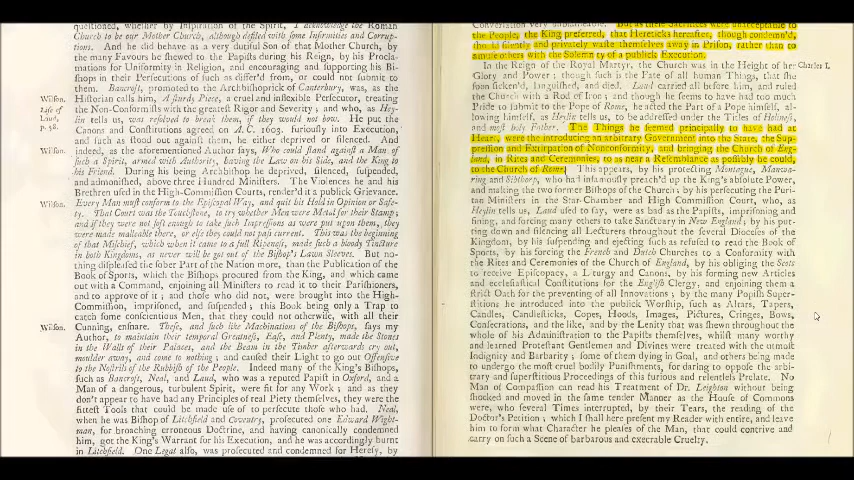 questioned, whether by Inspiration of the Spirit, I acknowledge the Roman
Church to be our Mother Church, although defiled with some Infirmities and Corrup-
tions. And he did behave as a very dutiful Son of that Mother Church, by
the many Favours he shewed to the Papists during his Reign, by his Procla-
mations for Uniformity in Religion, and encouraging and supporting his Bi-
shops in their Persecutions of such as differ'd from, or could not submit
to them.
Bancroft, promoted to the Archbishoprick of Canterbury, was, as the
Wilson. Historian calls him, A sturdy Piece, a cruel and inflexible Persecutor, treating
Life of the Non-Conformists with the greatest Rigor and Severity; and who, as Hey-
Laud, lin tells us, was resolved to break them, if they would not bow. He put the
p. 58. Canons and Constitutions agreed on A.C. 1603. furiously into Execution,
and such as stood out against them, he either deprived or silenced. And
Wilson. indeed, as the aforementioned Author says, Who could stand against a Man of
such a Spirit, armed with Authority, having the Law on his Side, and the King to
his Friend. During his being Archbishop he deprived, silenced, suspended,
and admonished, above three hundred Ministers. The Violences he and his
Brethren used in the High-Commission Courts, render'd it a publick Grievance.
Wilson. Every Man must conform to the Episcopal Way, and quit his Hold in Opinion or Safe-
ty. That Court was the Touchstone, to try whether Men were Metal for their Stamp;
and if they were not soft enough to take such Impressions as were put upon them, they
were made malleable there, or else they could not pass current. This was the beginning
of that Mischief, which when it came to a full Ripeness, made such a bloody Tincture
in both Kingdoms, as never will be got out of the Bishop's Lawn Sleeves. But no-
thing displeased the sober Part of the Nation more, than the Publication of the
Book of Sports, which the Bishops procured from the King, and which came
out with a Command, enjoining all Ministers to read it to their Parishioners,
and to approve of it; and those who did not, were brought into the High-
Commission, imprisoned, and suspended; this Book being only a Trap to
catch some conscientious Men, that they could not otherwise, with all their
Wilson. Cunning, ensnare. These, and such like Machinations of the Bishops, says my
Author, to maintain their temporal Greatness, Ease, and Plenty, made the Stones
in the Walls of their Palaces, and the Beam in the Timber afterwards cry out,
moulder away, and come to nothing; and caused their Light to go out Offensive
to the Nostrils of the Rubbish of the People. Indeed many of the King's Bishops,
such as Bancroft, Neal, and Laud, who was a reputed Papist in Oxford, and a
Man of a dangerous, turbulent Spirit, were fit for any Work; and as they
don't appear to have had any Principles of real Piety themselves, they were the
fittest Tools that could be made use of to persecute those who had. Neal,
when he was Bishop of Litchfield and Coventry, prosecuted one Edward Wight-
man, for broaching erroneous Doctrine, and having canonically condemned
him, got the King's Warrant for his Execution, and he was accordingly burnt
in Litchfield. One Legat also, was prosecuted and condemned for Heresy, by
Conversation very unblameable. But as these Sacrifices were unacceptable to
the People, the King preferred, that Hereticks hereafter, though condemn'd,
should silently and privately waste themselves away in Prison, rather than to
amuse others with the Solemnity of a publick Execution.
In the Reign of the Royal Martyr, the Church was in the Height of her Charles I.
Glory and Power; though such is the Fate of all human Things, that she
soon sicken'd, languished, and died. Laud carried all before him, and ruled
the Church with a Rod of Iron; and though he seems to have had too much
Pride to submit to the Pope of Rome, he acted the Part of a Pope himself, al-
lowing himself, as Heylin tells us, to be addressed under the Titles of Holiness,
and most holy Father. The Things he seemed principally to have had at
Heart, were the introducing an arbitrary Government into the State, the Sup-
pression and Extirpation of Nonconformity, and bringing the Church of Eng-
land, in Rites and Ceremonies, to as near a Resemblance as possibly he could,
to the Church of Rome. This appears, by his protecting Montague, Manwa-
ring and Sibthorp, who had infamously preach'd up the King's absolute Power,
and making the two former Bishops of the Church; by his persecuting the Puri-
tan Ministers in the Star-Chamber and High Commission Court, who, as
Heylin tells us, Laud used to say, were as bad as the Papists, imprisoning and
fining, and forcing many others to take Sanctuary in New England; by his put-
ting down and silencing all Lecturers throughout the several Dioceses of the
Kingdom, by his suspending and ejecting such as refused to read the Book of
Sports, by his forcing the French and Dutch Churches to a Conformity with
the Rites and Ceremonies of the Church of England, by his obliging the Scots
to receive Episcopacy, a Liturgy and Canons, by his forming new Articles
and ecclesiastical Constitutions for the English Clergy, and enjoining them a
strict Oath for the preventing of all Innovations; by the many Popish Super-
stitions he introduced into the publick Worship, such as Altars, Tapers,
Candles, Candlesticks, Copes, Hoods, Images, Pictures, Cringes, Bows,
Consecrations, and the like, and by the Lenity that was shewn throughout the
whole of his Administration to the Papists themselves, whilst many worthy
and learned Protestant Gentlemen and Divines were treated with the utmost
Indignity and Barbarity; some of them dying in Goal, and others being made
to undergo the most cruel bodily Punishments, for daring to oppose the arbi-
trary and superstitious Proceedings of this furious and relentless Prelate. No
Man of Compassion can read his Treatment of Dr. Leighton without being
shocked and moved in the same tender Manner as the House of Commons
were, who several Times interrupted, by their Tears, the reading of the
Doctor's Petition; which I shall here present my Reader with entire, and leave
him to form what Character he pleases of the Man, that could contrive and
carry on such a Scene of barbarous and execrable Cruelty.